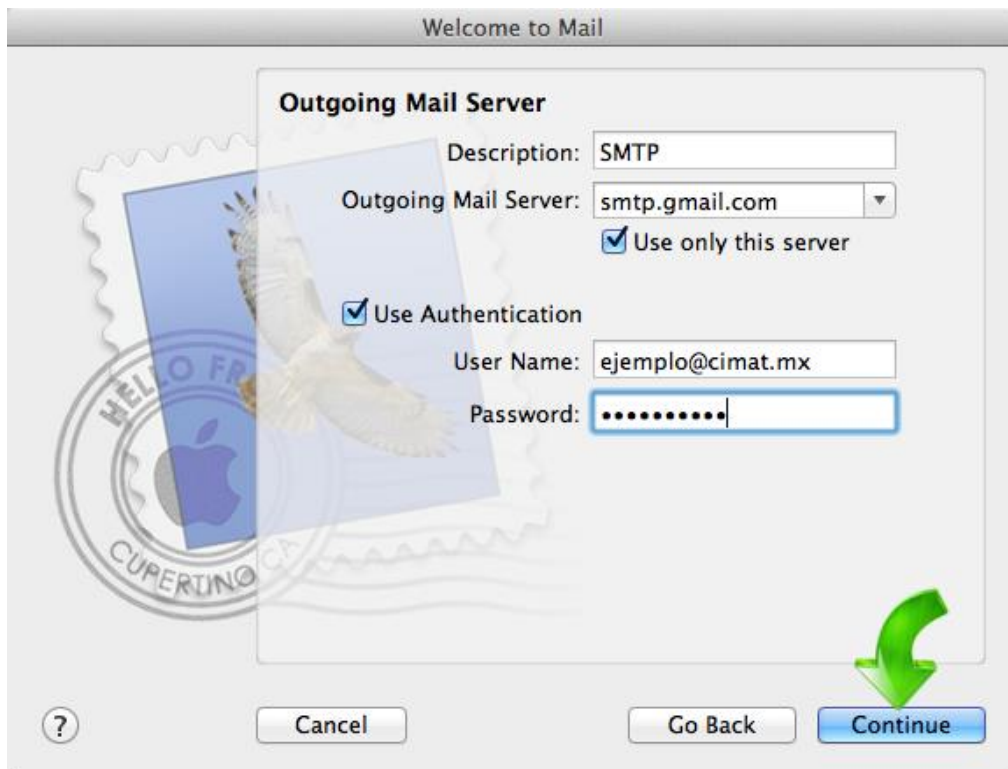 Welcome to Mail
Outgoing Mail Server
Description: SMTP
Outgoing Mail Server: smtp.gmail.com
Use only this server
Use Authentication
User Name: ejemplo@cimat.mx
Password: ••••••••••
HELLO FR
CUPERTINO CA
? Cancel Go Back Continue